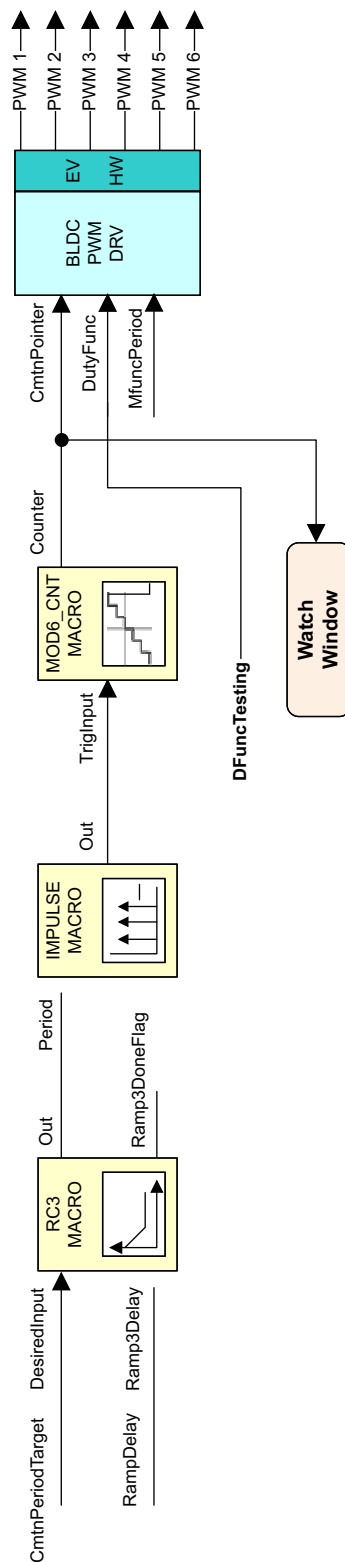 CmtnPeriodTarget
DesiredInput
RampDelay
Ramp3Delay
RC3
MACRO
Out
Period
Ramp3DoneFlag
IMPULSE
MACRO
Out
TrigInput
MOD6_CNT
MACRO
Counter
CmtnPointer
DFuncTesting
DutyFunc
MfuncPeriod
Watch
Window
BLDC
PWM
DRV
EV
HW
PWM 1
PWM 2
PWM 3
PWM 4
PWM 5
PWM 6